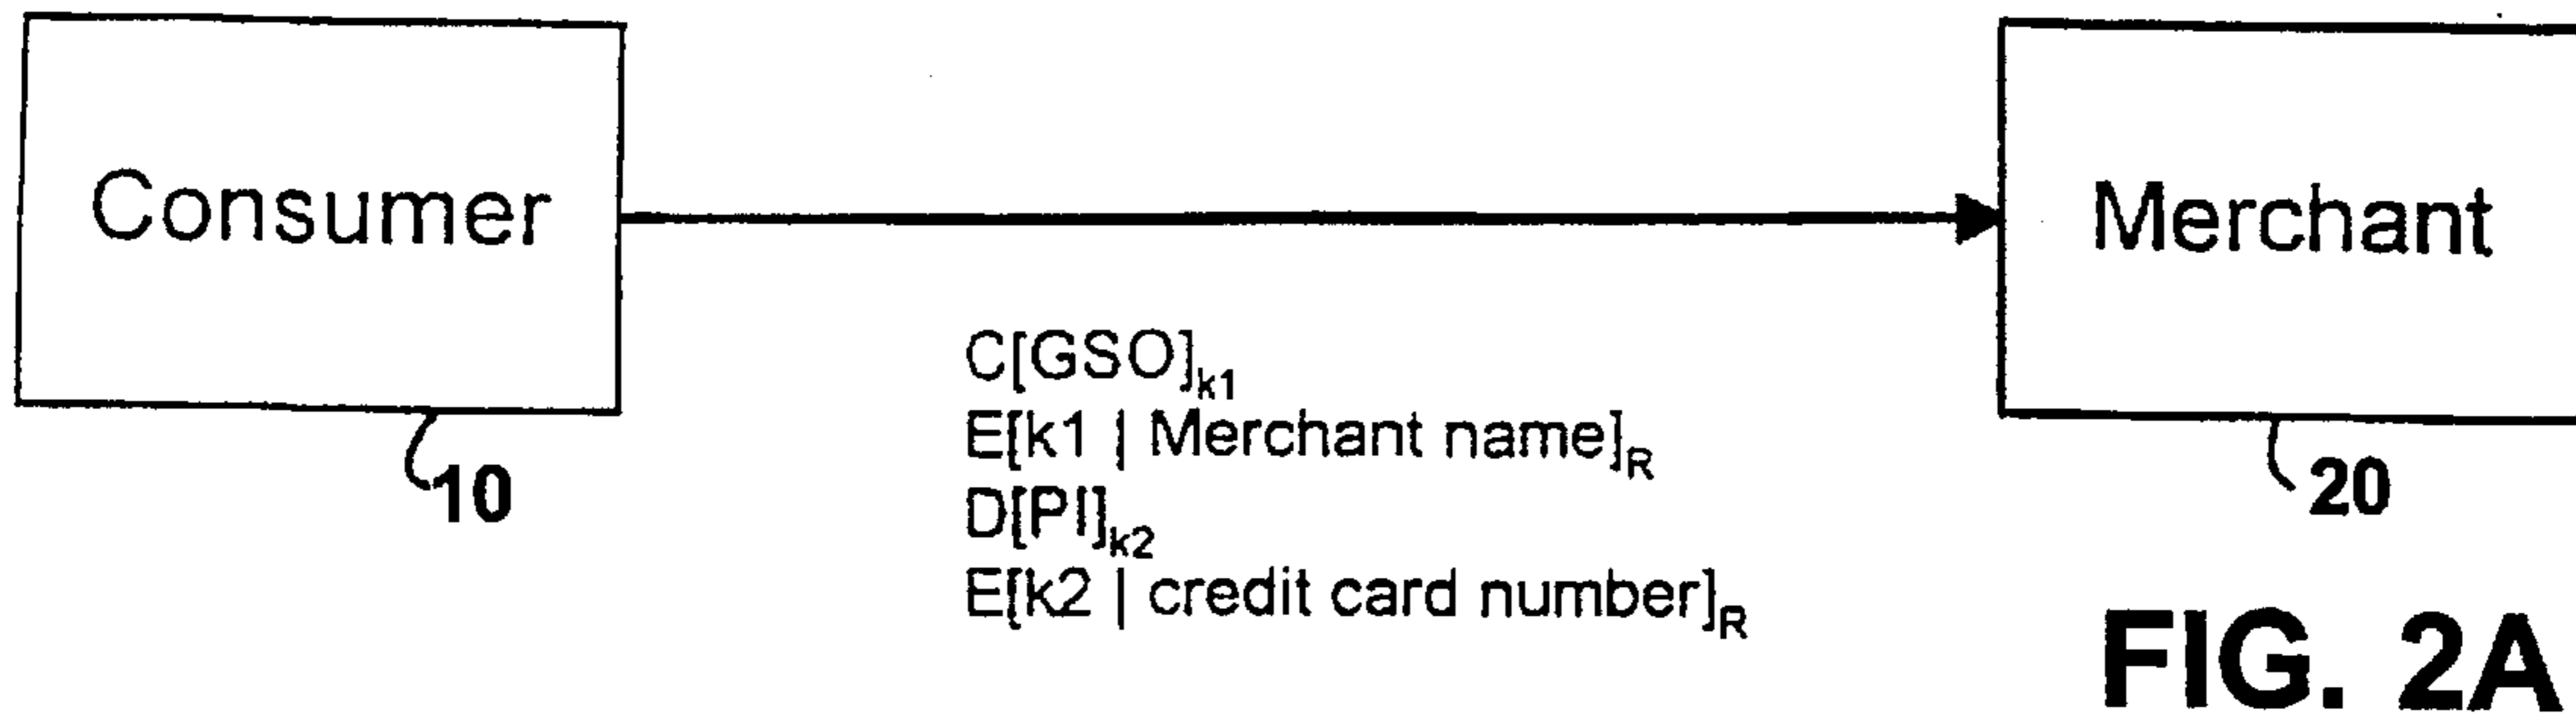 Consumer
Merchant
C[GSO]k1
E[k1 | Merchant name]R
D[PI]k2
E[k2 | credit card number]R
10
20
FIG. 2A